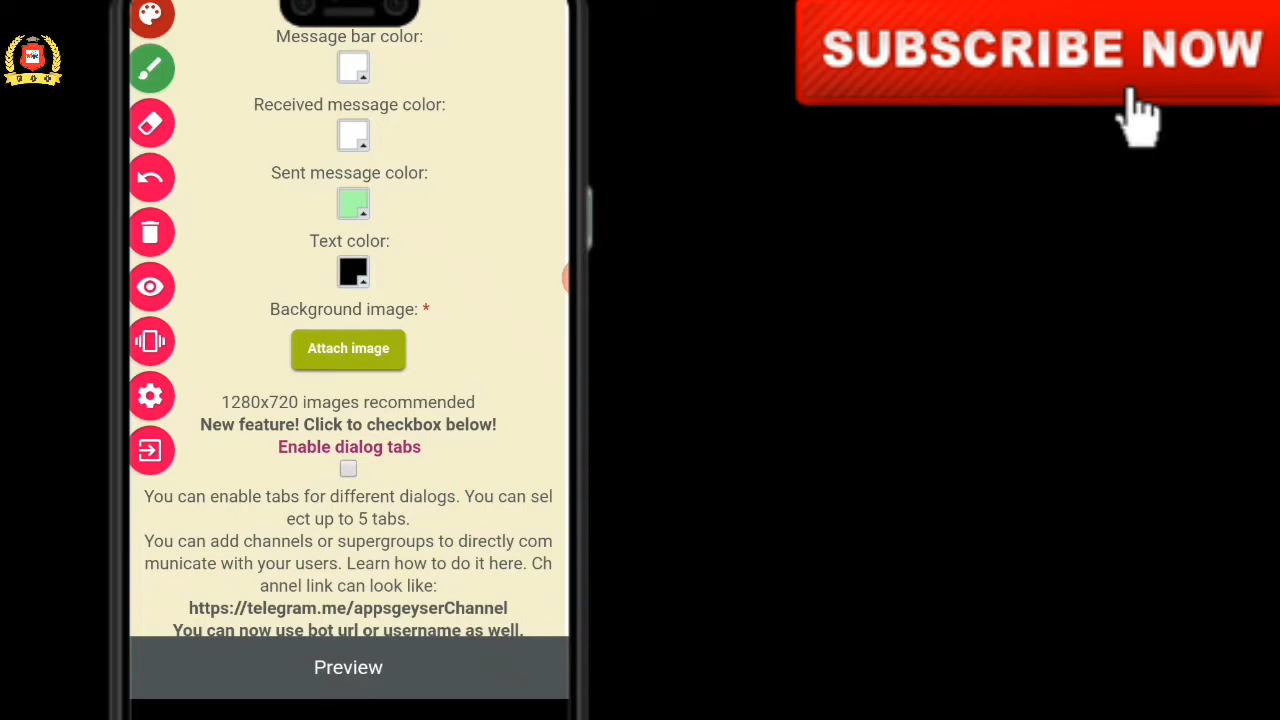 SUBSCRIBE NOW
Message bar color:
Received message color:
Sent message color:
Text color:
Background image: *
Attach image
1280x720 images recommended
New feature! Click to checkbox below!
Enable dialog tabs
You can enable tabs for different dialogs. You can sel
ect up to 5 tabs.
You can add channels or supergroups to directly com
municate with your users. Learn how to do it here. Ch
annel link can look like:
https://telegram.me/appsgeyserChannel
You can now use bot url or username as well.
Preview